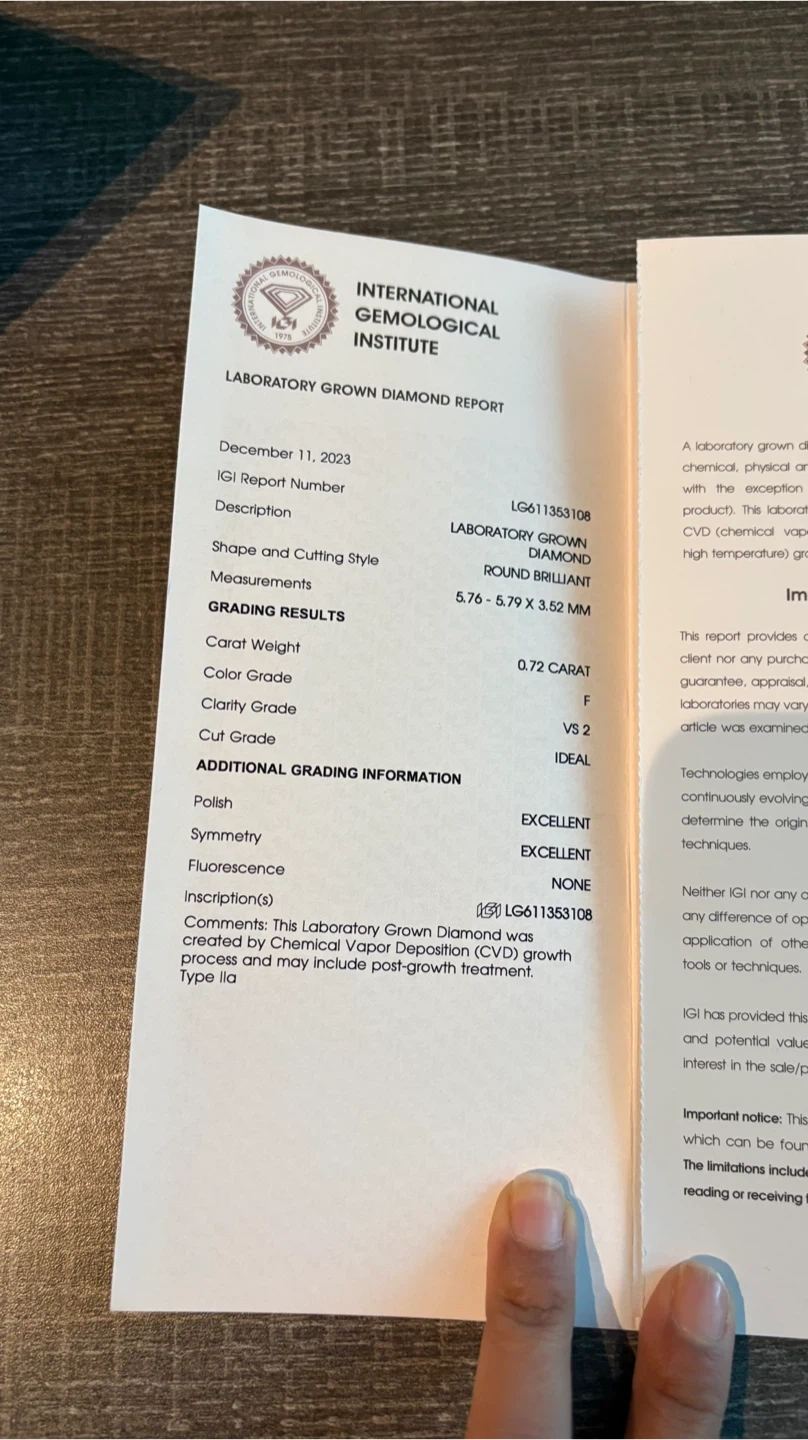 INTERNATIONAL GEMOLOGICAL INSTITUTE
IGI
1975
INTERNATIONAL
GEMOLOGICAL
INSTITUTE
LABORATORY GROWN DIAMOND REPORT
December 11, 2023
IGI Report Number LG611353108
Description LABORATORY GROWN
DIAMOND
Shape and Cutting Style ROUND BRILLIANT
Measurements 5.76 - 5.79 X 3.52 MM
GRADING RESULTS
Carat Weight 0.72 CARAT
Color Grade F
Clarity Grade VS 2
Cut Grade IDEAL
ADDITIONAL GRADING INFORMATION
Polish EXCELLENT
Symmetry EXCELLENT
Fluorescence NONE
Inscription(s) IGI LG611353108
Comments: This Laboratory Grown Diamond was
created by Chemical Vapor Deposition (CVD) growth
process and may include post-growth treatment.
Type IIa
A laboratory grown
chemical, physical
with the exception
product). This
CVD (chemical
high temperature)
This report provides
client nor any
guarantee, appraisal,
laboratories may vary
article was examined
Technologies
continuously evolving
determine the origin
techniques.
Neither IGI nor any
any difference of
application of
tools or techniques.
IGI has provided this
and potential value
interest in the
Important notice: This
which can be
The limitations
reading or receiving